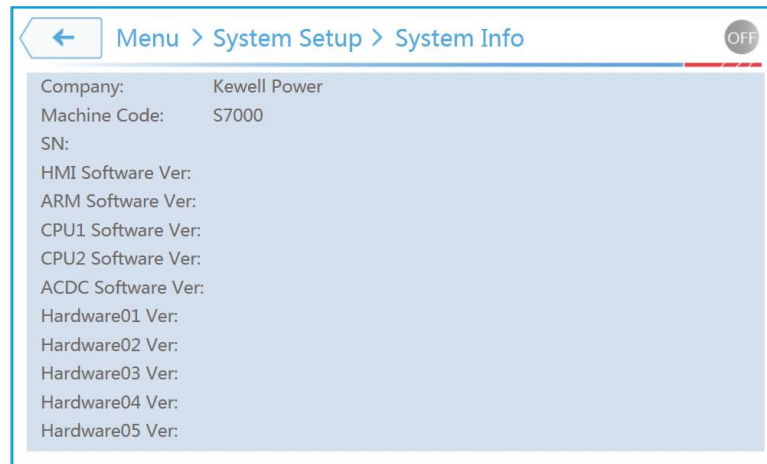 Menu > System Setup > System Info OFF
Company: Kewell Power
Machine Code: S7000
SN:
HMI Software Ver:
ARM Software Ver:
CPU1 Software Ver:
CPU2 Software Ver:
ACDC Software Ver:
Hardware01 Ver:
Hardware02 Ver:
Hardware03 Ver:
Hardware04 Ver:
Hardware05 Ver: